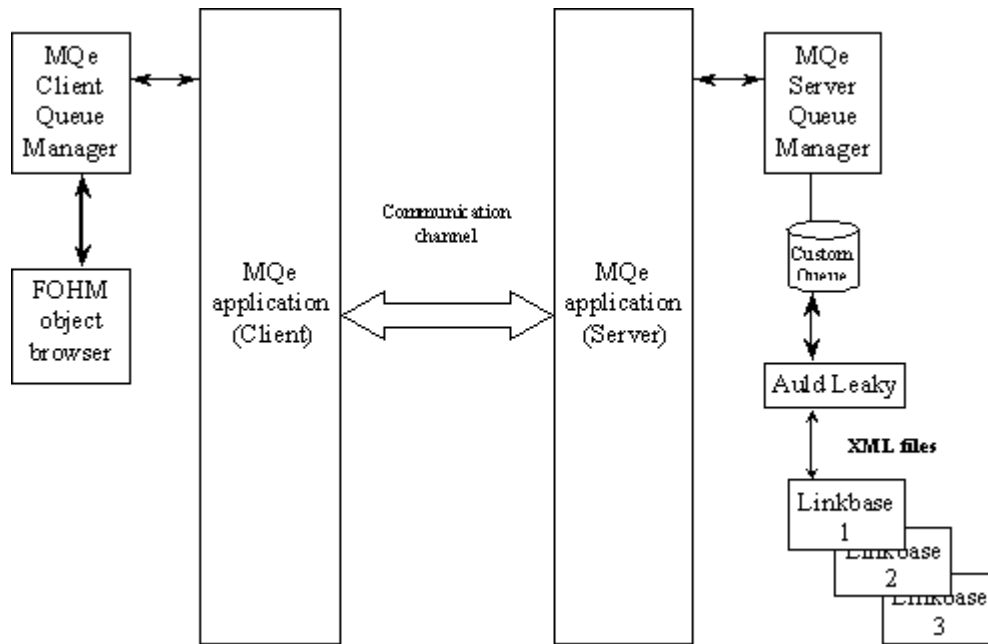 MQe
Client
Queue
Manager
FOHM
object
browser
MQe
application
(Client)
Communication
channel
MQe
application
(Server)
MQe
Server
Queue
Manager
Custom
Queue
Auld Leaky
XML files
Linkbase
1
Linkbase
2
Linkbase
3